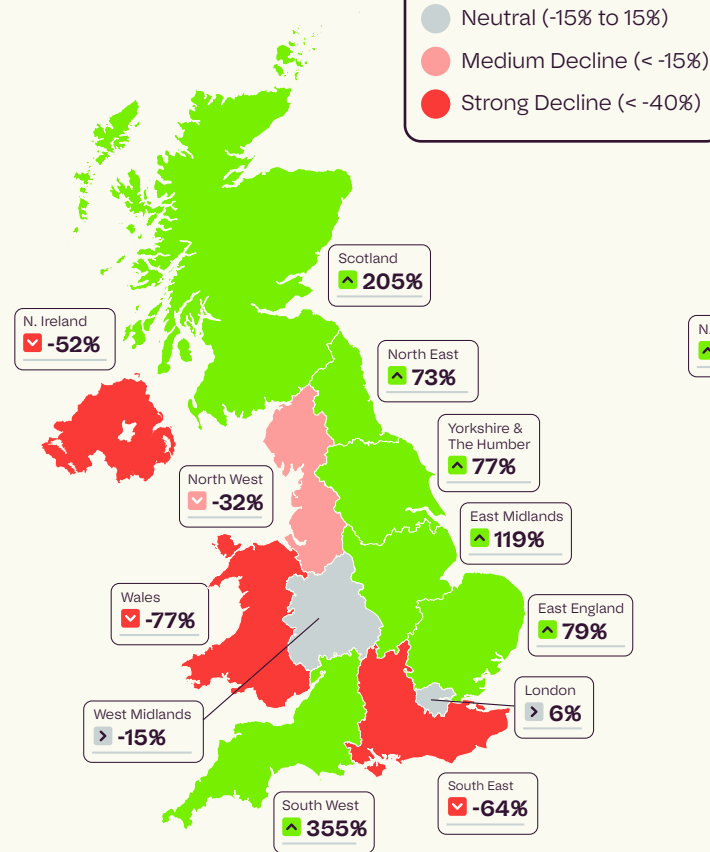 Neutral (-15% to 15%)
Medium Decline (< -15%)
Strong Decline (< -40%)
Scotland
205%
N. Ireland
-52%
N.
North East
73%
Yorkshire &
The Humber
77%
North West
-32%
East Midlands
119%
Wales
-77%
East England
79%
London
6%
West Midlands
-15%
South East
-64%
South West
355%